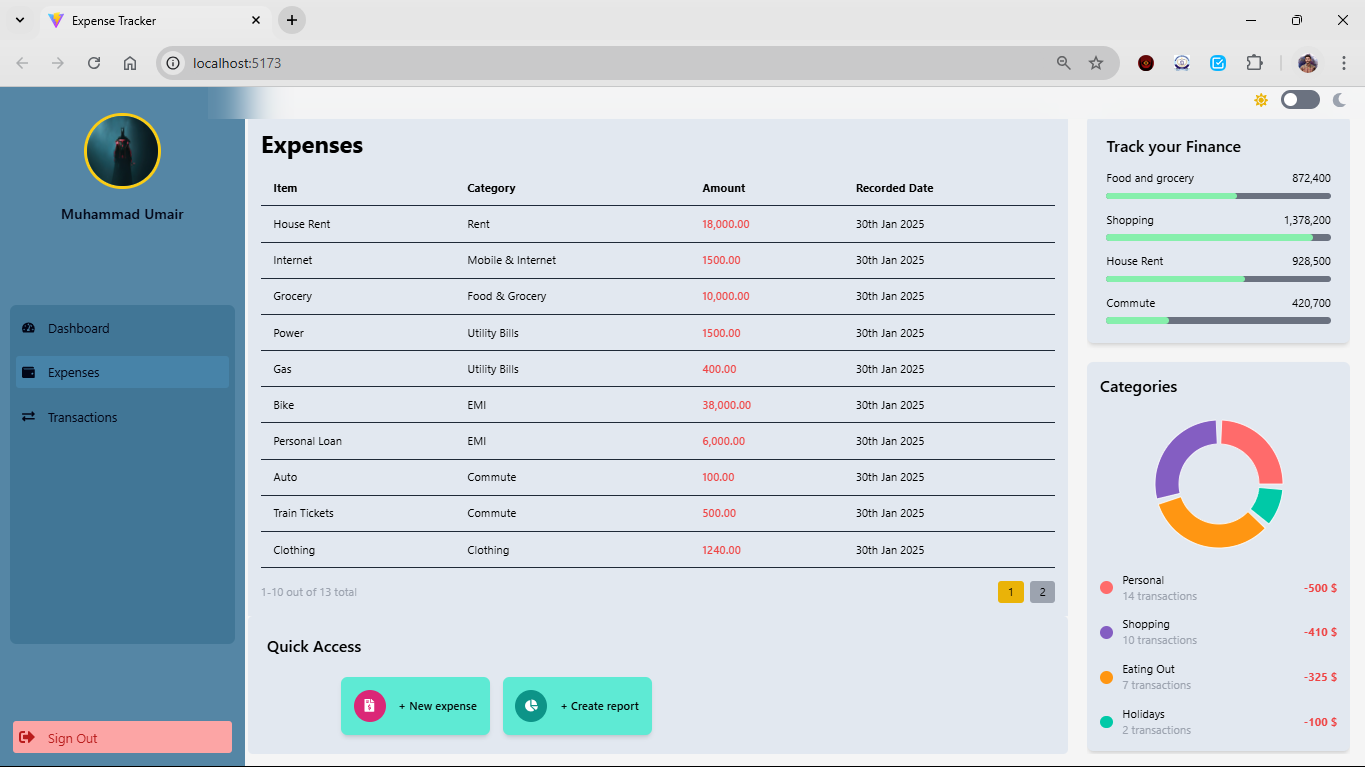 Expense Tracker
localhost:5173
Muhammad Umair
Dashboard
Expenses
Transactions
Sign Out
Expenses
Item Category Amount Recorded Date
House Rent Rent 18,000.00 30th Jan 2025
Internet Mobile & Internet 1500.00 30th Jan 2025
Grocery Food & Grocery 10,000.00 30th Jan 2025
Power Utility Bills 1500.00 30th Jan 2025
Gas Utility Bills 400.00 30th Jan 2025
Bike EMI 38,000.00 30th Jan 2025
Personal Loan EMI 6,000.00 30th Jan 2025
Auto Commute 100.00 30th Jan 2025
Train Tickets Commute 500.00 30th Jan 2025
Clothing Clothing 1240.00 30th Jan 2025
1-10 out of 13 total 1 2
Quick Access
+ New expense + Create report
Track your Finance
Food and grocery 872,400
Shopping 1,378,200
House Rent 928,500
Commute 420,700
Categories
Personal
14 transactions -500 $
Shopping
10 transactions -410 $
Eating Out
7 transactions -325 $
Holidays
2 transactions -100 $